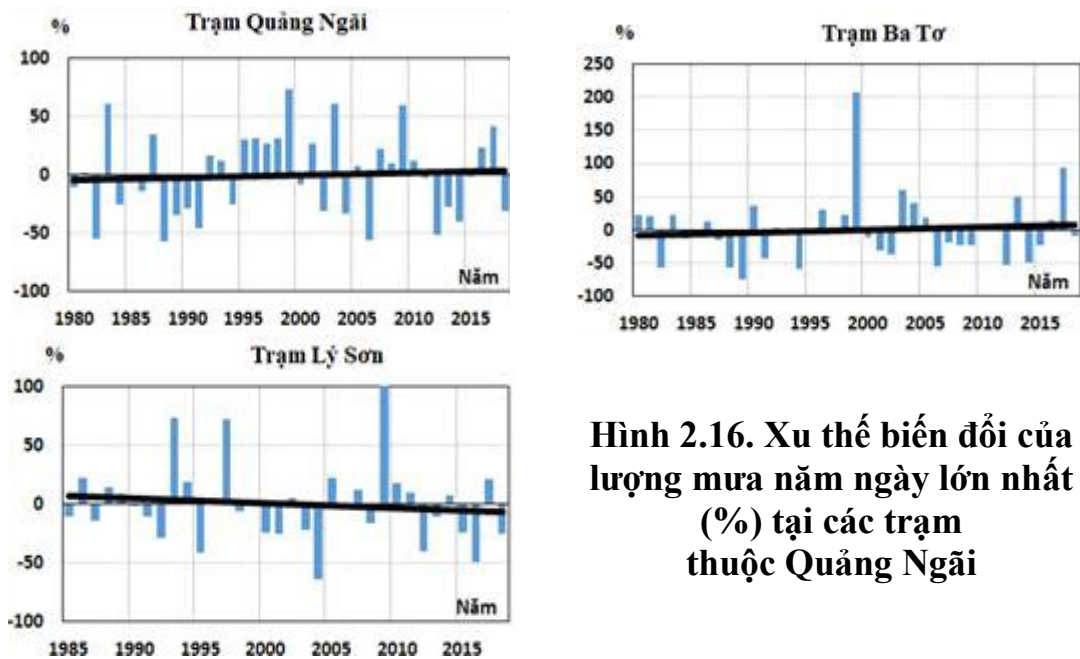 Trạm Quảng Ngãi
%
100
50
0
-50
-100
Năm
1980 1985 1990 1995 2000 2005 2010 2015
Trạm Ba Tơ
%
250
200
150
100
50
0
-50
-100
Năm
1980 1985 1990 1995 2000 2005 2010 2015
Trạm Lý Sơn
%
100
50
0
-50
-100
Năm
1985 1990 1995 2000 2005 2010 2015
Hình 2.16. Xu thế biến đổi của
lượng mưa năm ngày lớn nhất
(%) tại các trạm
thuộc Quảng Ngãi